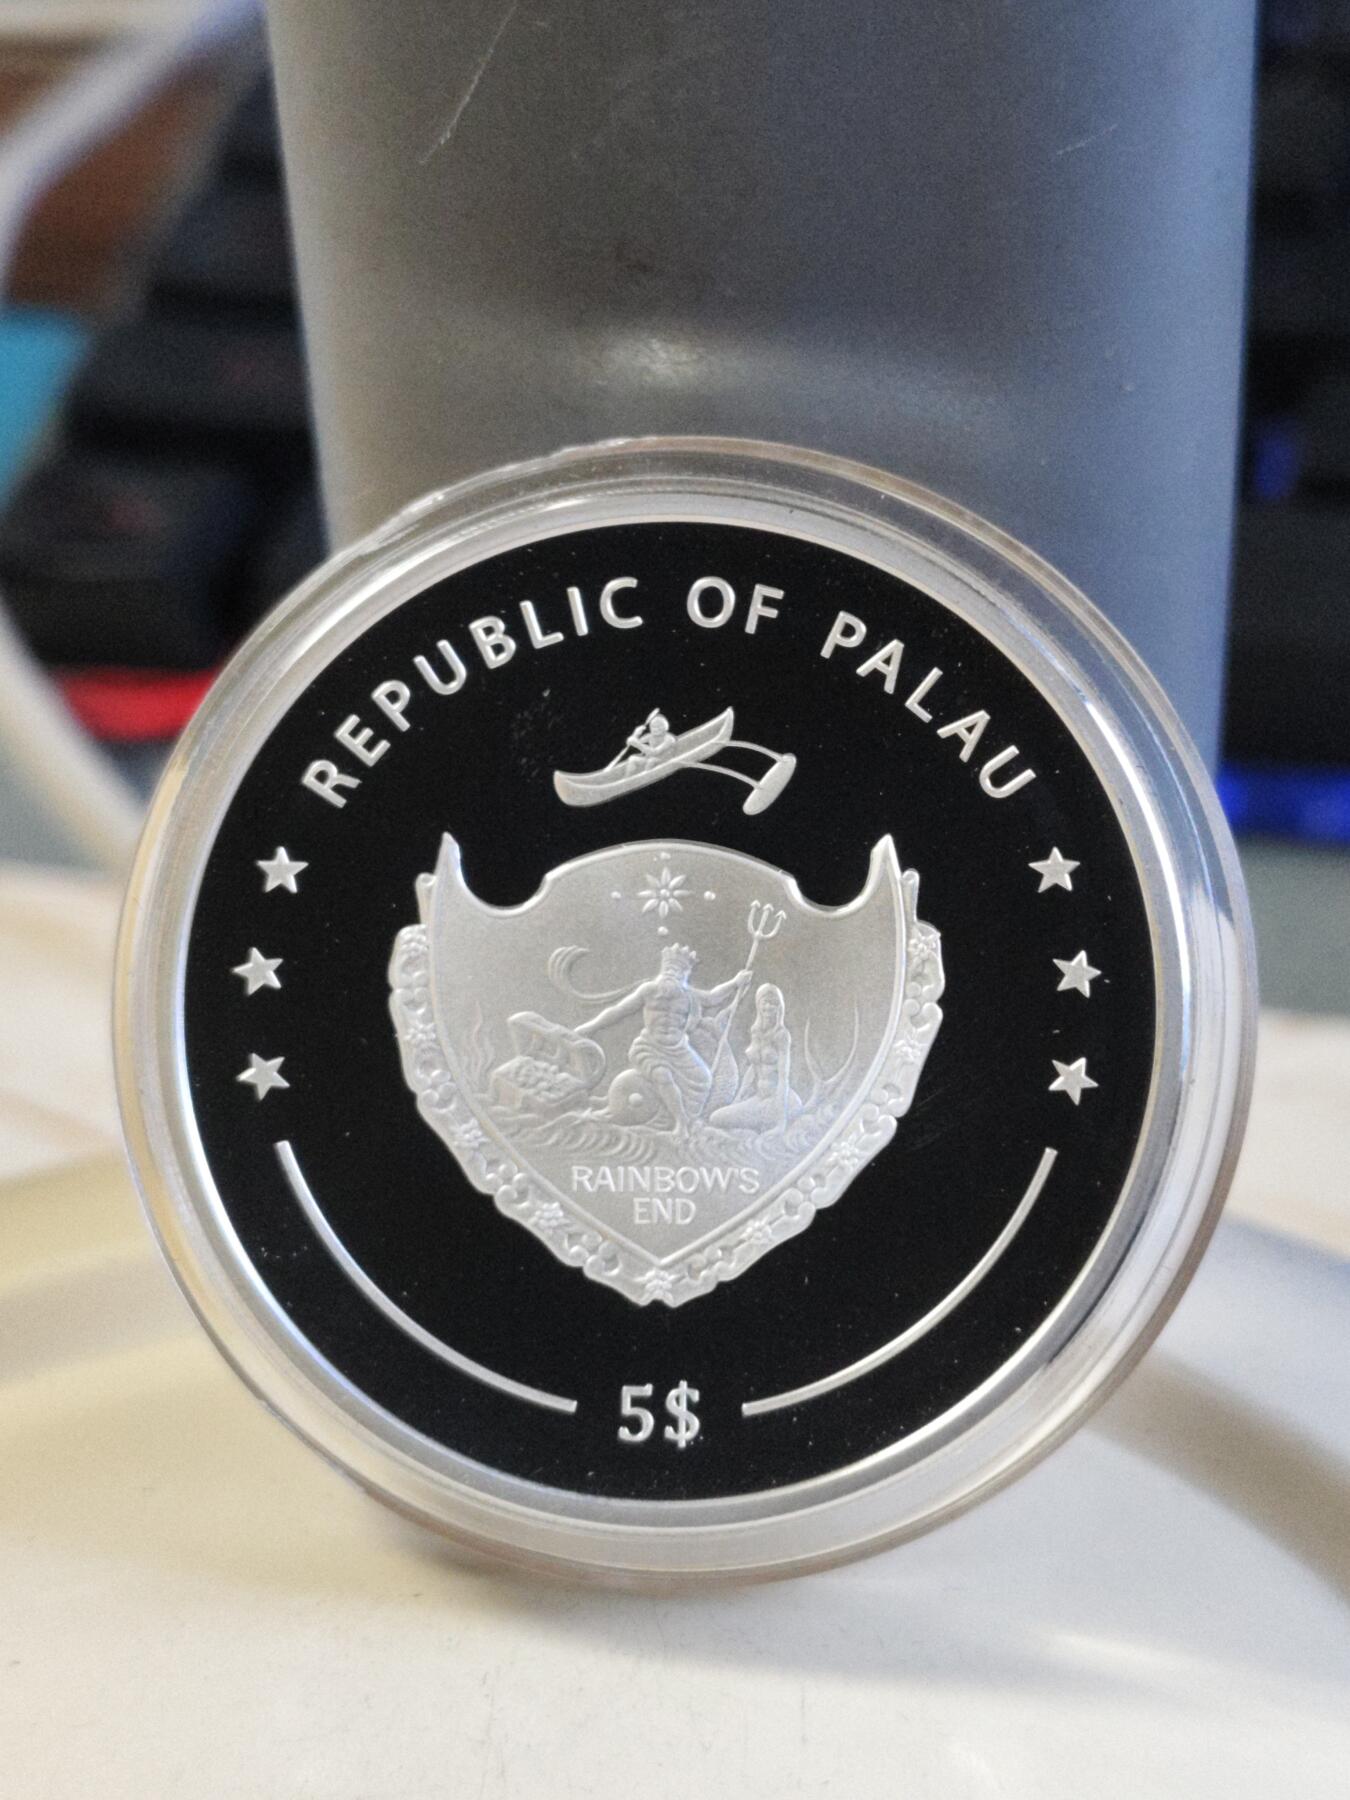 REPUBLIC OF PALAU
RAINBOW'S
END
5$